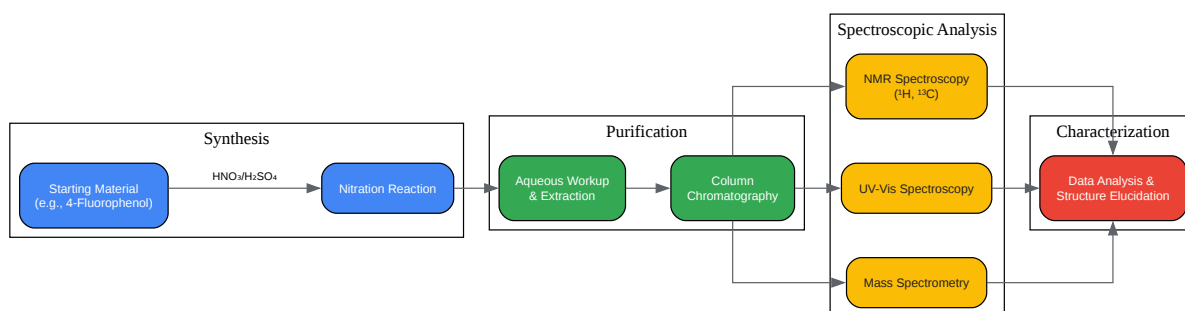 Synthesis
Starting Material
(e.g., 4-Fluorophenol)
HNO₃/H₂SO₄
Nitration Reaction
Purification
Aqueous Workup
& Extraction
Column
Chromatography
Spectroscopic Analysis
NMR Spectroscopy
(¹H, ¹³C)
UV-Vis Spectroscopy
Mass Spectrometry
Characterization
Data Analysis &
Structure Elucidation